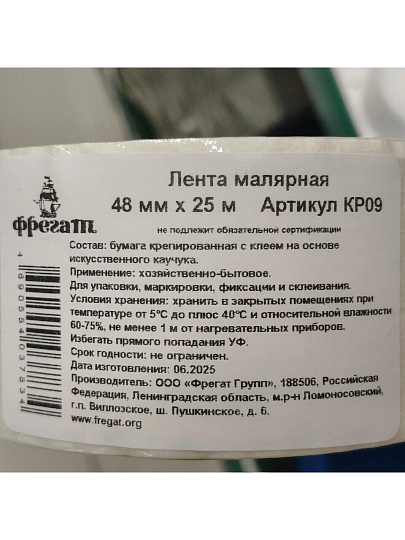 фрегат
Лента малярная
48 мм х 25 м Артикул КР09
не подлежит обязательной сертификации
Состав: бумага крепированная с клеем на основе
искусственного каучука.
Применение: хозяйственно-бытовое.
Для упаковки, маркировки, фиксации и склеивания.
Условия хранения: хранить в закрытых помещениях при
температуре от 5°С до плюс 40°С и относительной влажности
60-75%, не менее 1 м от нагревательных приборов.
Избегать прямого попадания УФ.
Срок годности: не ограничен.
Дата изготовления: 06.2025
Производитель: ООО «Фрегат Групп», 188506, Российская
Федерация, Ленинградская область, м.р-н Ломоносовский,
г.п. Виллозское, ш. Пушкинское, д. 6.
www.fregat.org